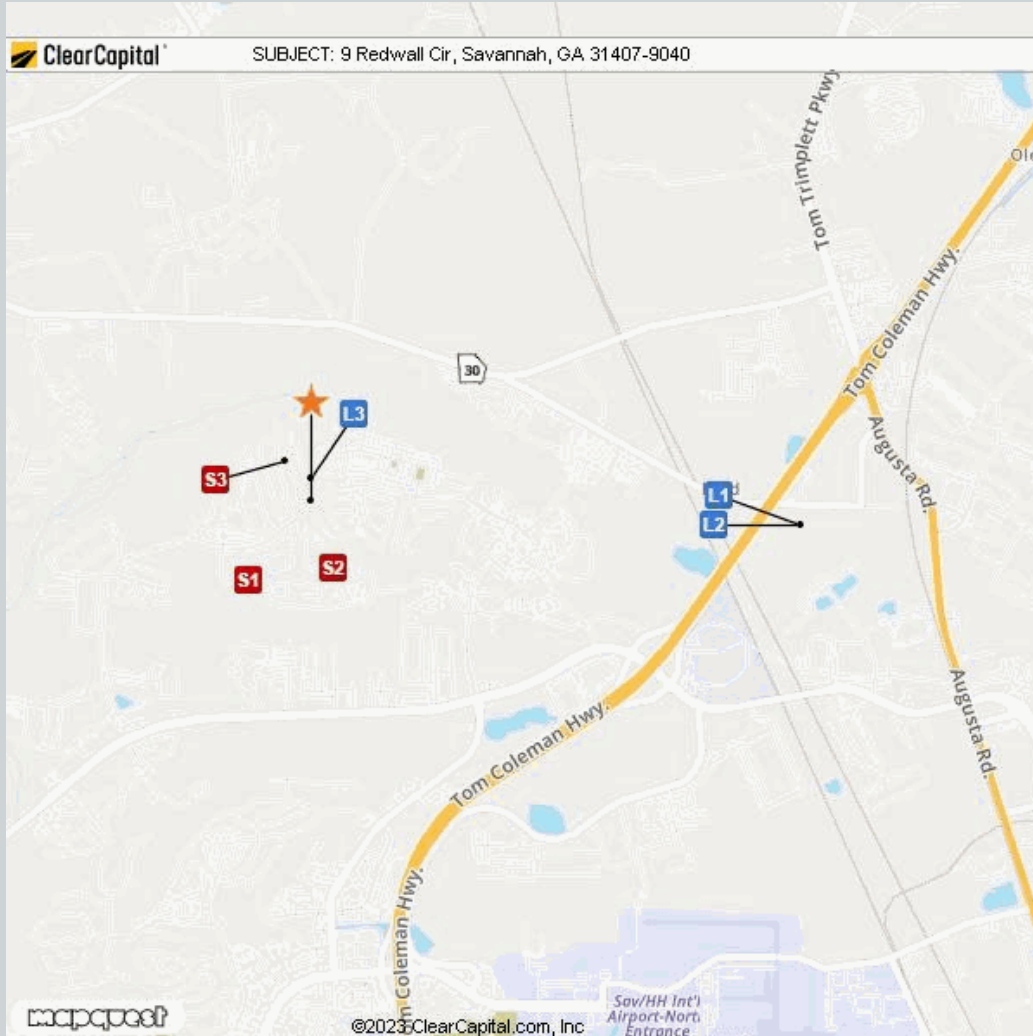 ClearCapital
SUBJECT: 9 Redwall Cir, Savannah, GA 31407-9040
Tom Trimplett Pkwy
Tom Coleman Hwy.
30
L3
Tom Coleman Hwy.
Augusta Rd.
S3
L1
L2
S1
S2
Augusta Rd.
Tom Coleman Hwy.
Coleman Hwy.
Sav/HH Int'l
Airport-North
Entrance
mapquest
©2023 ClearCapital.com, Inc